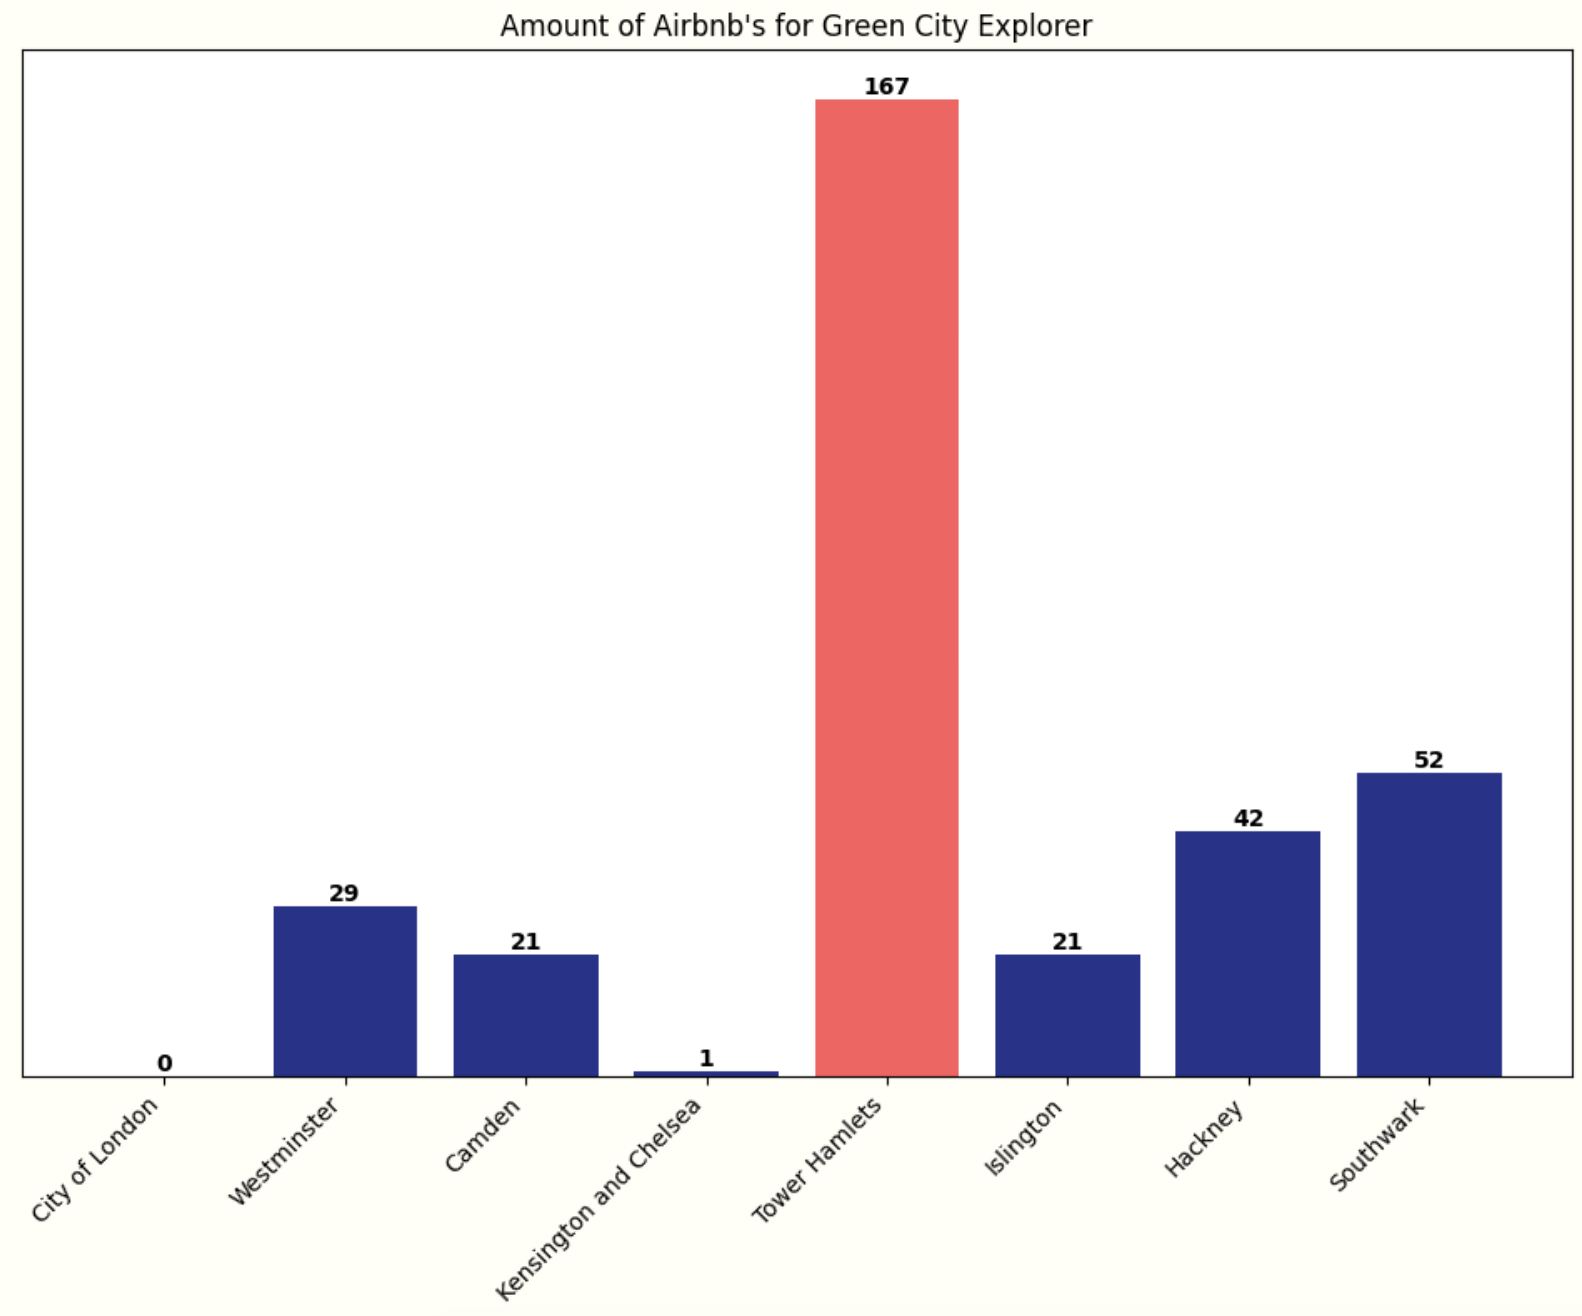 Amount of Airbnb's for Green City Explorer
167
52
42
29
21
21
1
0
City of London
Westminster
Camden
Kensington and Chelsea
Tower Hamlets
Islington
Hackney
Southwark